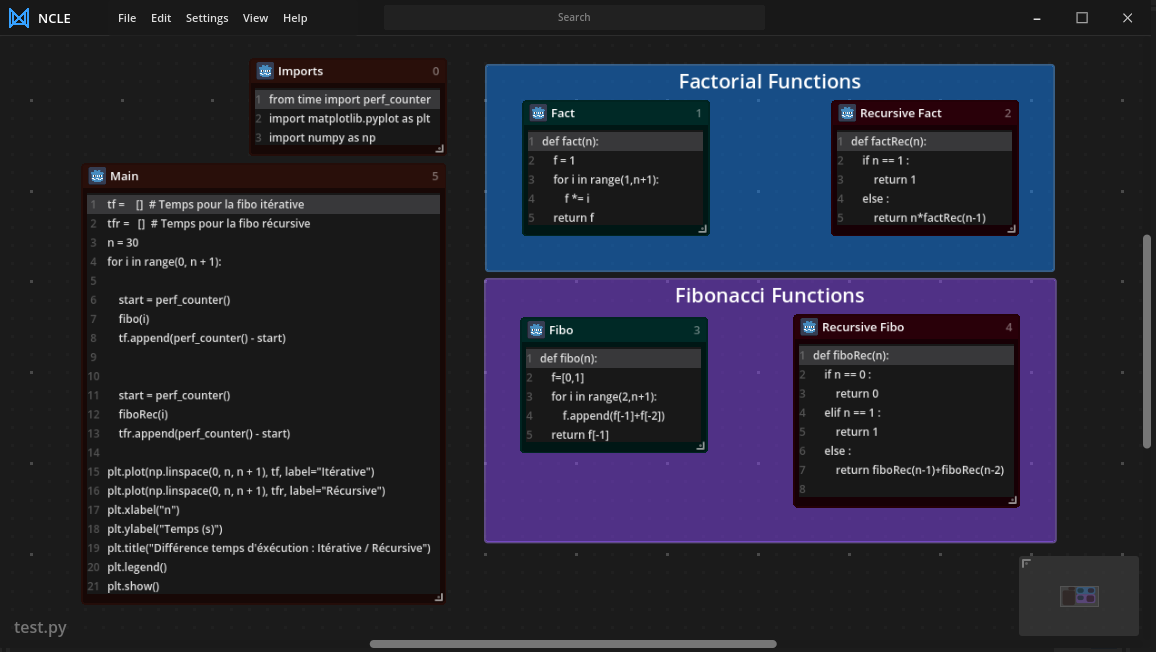 NCLE File Edit Settings View Help Search
Imports 0
1 from time import perf_counter
2 import matplotlib.pyplot as plt
3 import numpy as np
Main 5
1 tf = [] # Temps pour la fibo itérative
2 tfr = [] # Temps pour la fibo récursive
3 n = 30
4 for i in range(0, n + 1):
5
6 start = perf_counter()
7 fibo(i)
8 tf.append(perf_counter() - start)
9
10
11 start = perf_counter()
12 fiboRec(i)
13 tfr.append(perf_counter() - start)
14
15 plt.plot(np.linspace(0, n, n + 1), tf, label="Itérative")
16 plt.plot(np.linspace(0, n, n + 1), tfr, label="Récursive")
17 plt.xlabel("n")
18 plt.ylabel("Temps (s)")
19 plt.title("Différence temps d'éxécution : Itérative / Récursive")
20 plt.legend()
21 plt.show()
Factorial Functions
Fact 1
1 def fact(n):
2 f = 1
3 for i in range(1,n+1):
4 f *= i
5 return f
Recursive Fact 2
1 def factRec(n):
2 if n == 1 :
3 return 1
4 else :
5 return n*factRec(n-1)
Fibonacci Functions
Fibo 3
1 def fibo(n):
2 f=[0,1]
3 for i in range(2,n+1):
4 f.append(f[-1]+f[-2])
5 return f[-1]
Recursive Fibo 4
1 def fiboRec(n):
2 if n == 0 :
3 return 0
4 elif n == 1 :
5 return 1
6 else :
7 return fiboRec(n-1)+fiboRec(n-2)
8
test.py